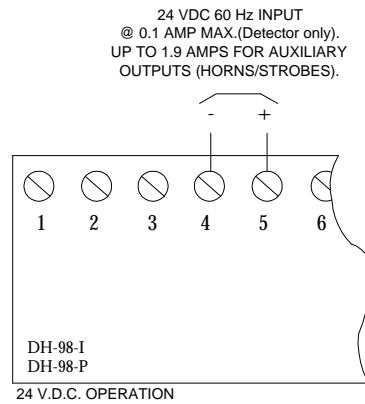 24 VDC 60 Hz INPUT
@ 0.1 AMP MAX.(Detector only).
UP TO 1.9 AMPS FOR AUXILIARY
OUTPUTS (HORNS/STROBES).
- +
1 2 3 4 5 6
DH-98-I
DH-98-P
24 V.D.C. OPERATION